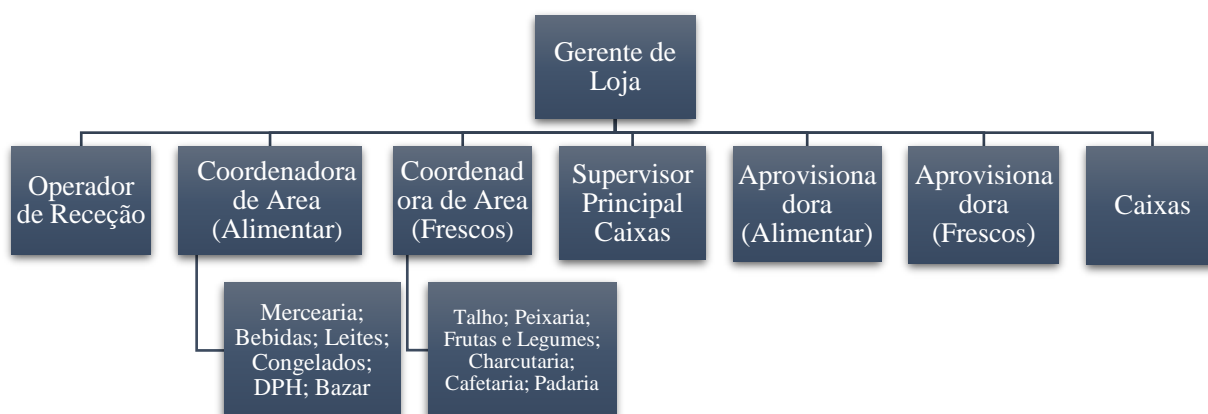 Gerente de
Loja
Operador
de Receção
Coordenadora
de Area
(Alimentar)
Coordenad
ora de Area
(Frescos)
Supervisor
Principal
Caixas
Aprovisiona
dora
(Alimentar)
Aprovisiona
dora
(Frescos)
Caixas
Mercearia;
Bebidas; Leites;
Congelados;
DPH; Bazar
Talho; Peixaria;
Frutas e Legumes;
Charcutaria;
Cafetaria; Padaria